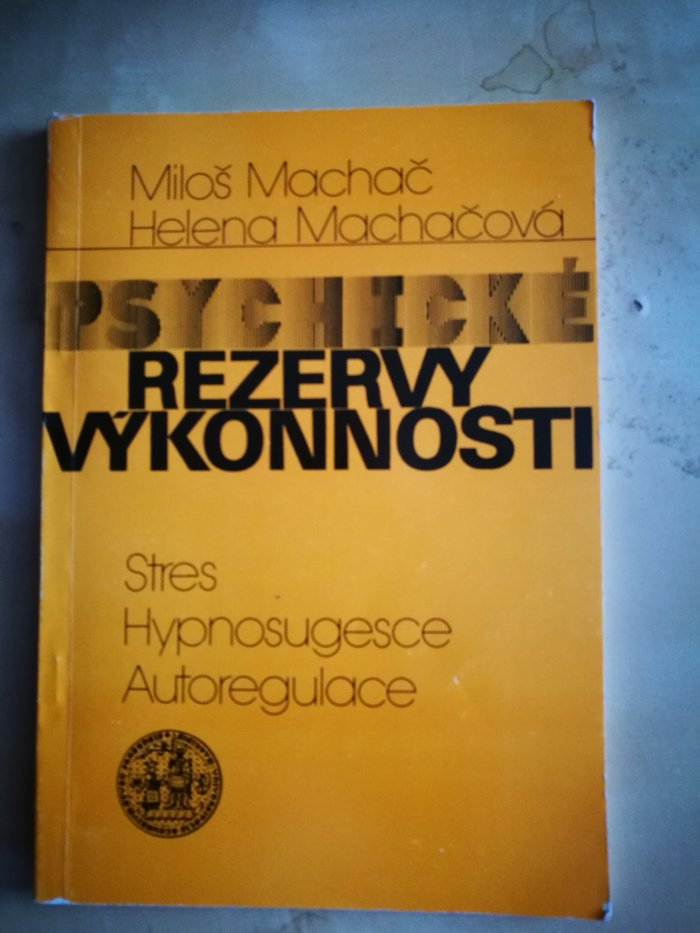 Miloš Machač
Helena Machačová
PSYCHICKÉ
REZERVY
VÝKONNOSTI
Stres
Hypnosugesce
Autoregulace